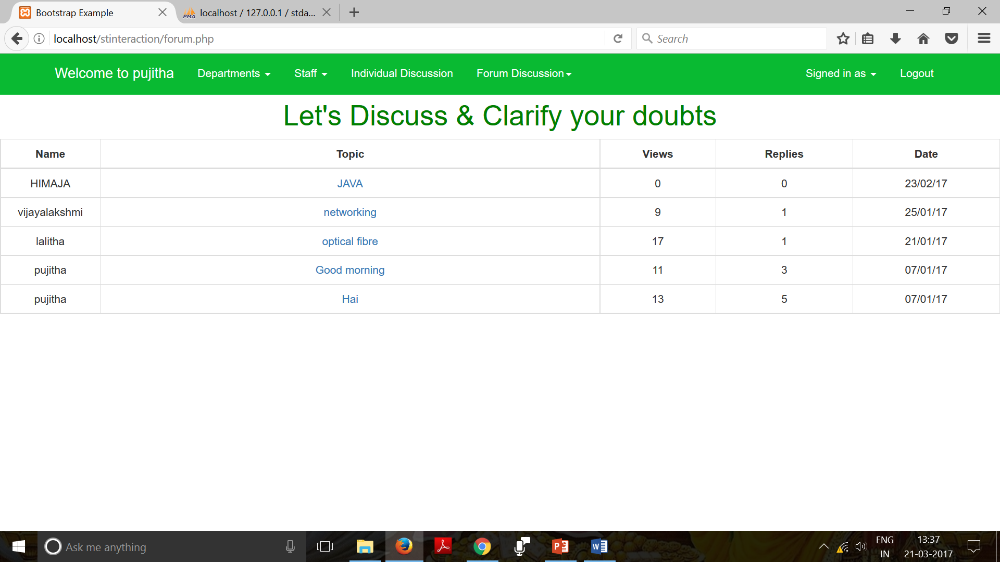 Bootstrap Example
PMA localhost / 127.0.0.1 / stda...
localhost/stinteraction/forum.php
Search
Welcome to pujitha Departments Staff Individual Discussion Forum Discussion Signed in as Logout
Let's Discuss & Clarify your doubts
Name Topic Views Replies Date
HIMAJA JAVA 0 0 23/02/17
vijayalakshmi networking 9 1 25/01/17
lalitha optical fibre 17 1 21/01/17
pujitha Good morning 11 3 07/01/17
pujitha Hai 13 5 07/01/17
Ask me anything
ENG
IN
13:37
21-03-2017